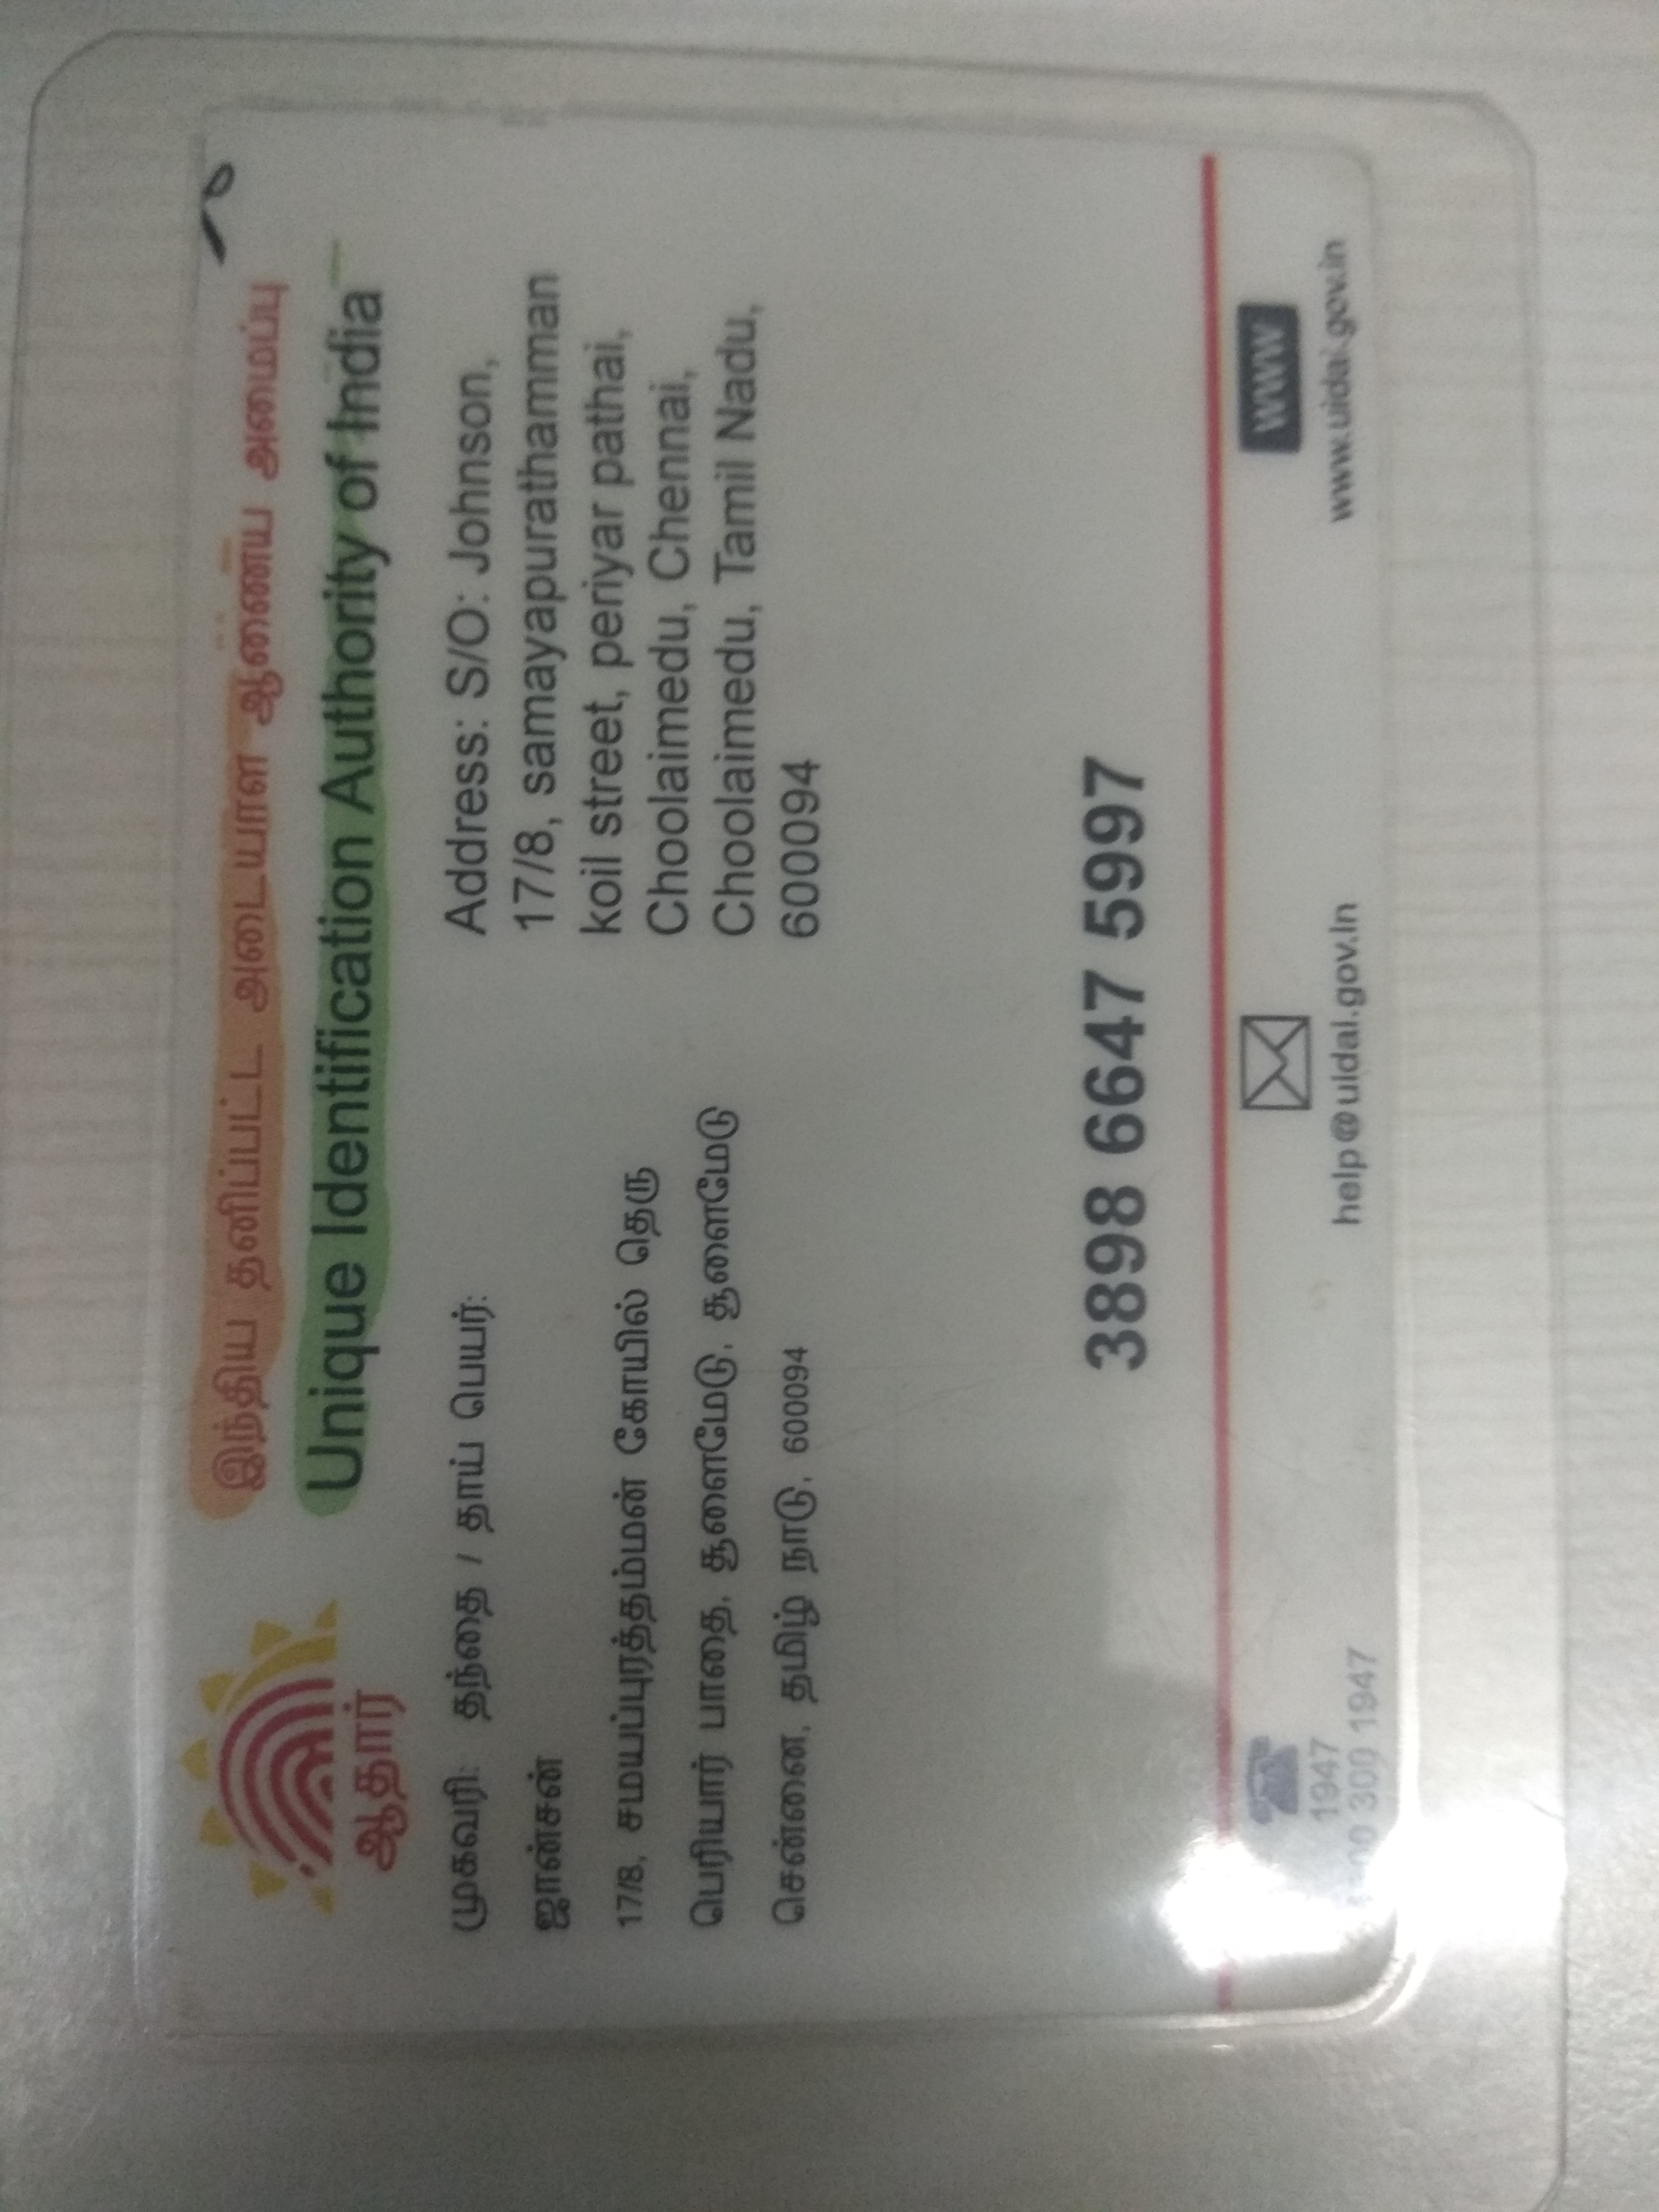 இந்திய தனிப்பட்ட அடையாள ஆணைய அமைப்பு
Unique Identification Authority of India
ஆதார்
முகவரி: தந்தை / தாய் பெயர்:
ஜான்சன்
17/8, சமயப்புரத்தம்மன் கோயில் தெரு
பெரியார் பாதை, சூளைமேடு, சூளைமேடு
சென்னை, தமிழ் நாடு, 600094
Address: S/O: Johnson,
17/8, samayapurathamman
koil street, periyar pathai,
Choolaimedu, Chennai,
Choolaimedu, Tamil Nadu,
600094
3898 6647 5997
1947
300 1947
help@uidai.gov.in
www
www.uidai.gov.in